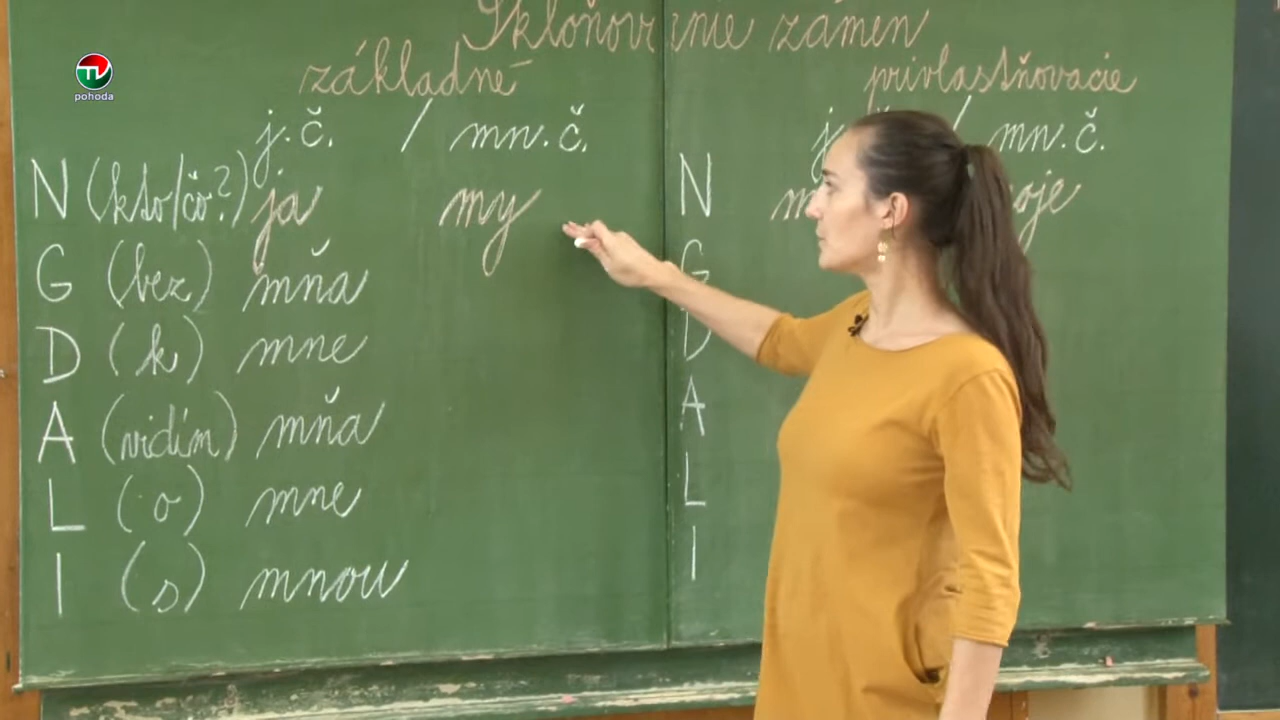 TV pohoda
Skloňovanie zámen
základné
privlastňovacie
j.č. / mn.č.
/ mn.č.
N (kto/čo?) ja my
N
G (bez) mňa
G
D (k) mne
D
A (vidím) mňa
A
L (o) mne
L
I (s) mnou
I